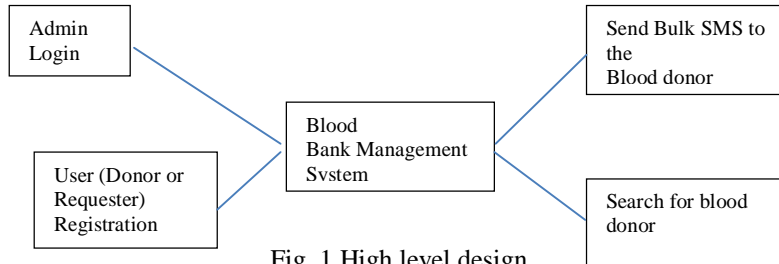 Admin
Login
Send Bulk SMS to
the
Blood donor
Blood
Bank Management
System
User (Donor or
Requester)
Registration
Search for blood
donor
Fig. 1 High level design